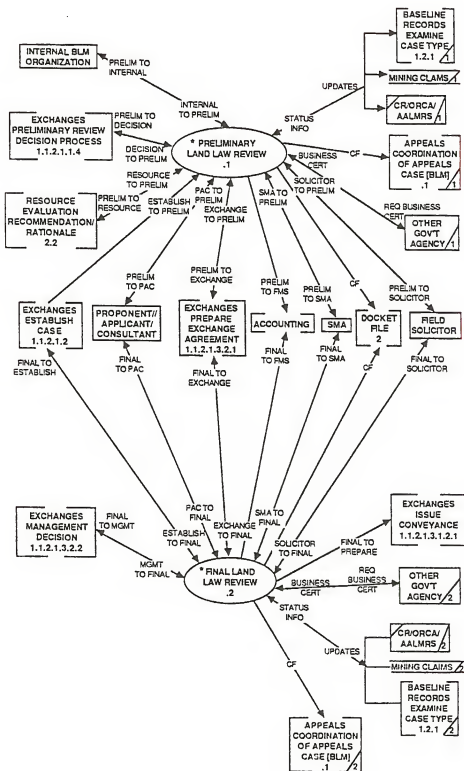 BASELINE
RECORDS
EXAMINE
CASE TYPE
1.2.1
1
INTERNAL BLM
ORGANIZATION
PRELIM TO
INTERNAL
MINING CLAMS
1
UPDATES
INTERNAL
TO PRELIM
STATUS
INFO
CR/ORCA/
AALMRS
1
EXCHANGES
PRELIMINARY REVIEW
DECISION PROCESS
1.1.2.1.1.4
PRELIM TO
DECISION
DECISION
TO PRELIM
* PRELIMINARY
LAND LAW REVIEW
.1
CF
APPEALS
COORDINATION
OF APPEALS
CASE [BLM]
.1
1
BUSINESS
CERT
RESOURCE
TO PRELIM
PAC TO
PRELIM
SMA TO
PRELIM
SOLICITOR
TO PRELIM
RESOURCE
EVALUATION
RECOMMENDATION/
RATIONALE
2.2
PRELIM TO
RESOURCE
ESTABLISH
TO PRELIM
EXCHANGE
TO PRELIM
REQ BUSINESS
CERT
OTHER
GOV'T
AGENCY
1
CF
PRELIM
TO PAC
PRELIM TO
EXCHANGE
PRELIM
TO FMS
PRELIM
TO SMA
PRELIM TO
SOLICITOR
EXCHANGES
ESTABLISH
CASE
1.1.2.1.2
PROPONENT//
APPLICANT/
CONSULTANT
EXCHANGES
PREPARE
EXCHANGE
AGREEMENT
1.1.2.1.3.2.1
ACCOUNTING
SMA
DOCKET
FILE
2
FIELD
SOLICITOR
FINAL TO
ESTABLISH
FINAL
TO PAC
FINAL TO
EXCHANGE
FINAL
TO FMS
FINAL
TO SMA
CF
FINAL TO
SOLICITOR
EXCHANGES
MANAGEMENT
DECISION
1.1.2.1.3.2.2
FINAL
TO MGMT
PAC TO
FINAL
SMA TO
FINAL
ESTABLISH
TO FINAL
EXCHANGE
TO FINAL
SOLICITOR
TO FINAL
FINAL TO
PREPARE
EXCHANGES
ISSUE
CONVEYANCE
1.1.2.1.3.1.2.1
MGMT
TO FINAL
* FINAL LAND
LAW REVIEW
.2
BUSINESS
CERT
REQ
BUSINESS
CERT
OTHER
GOV'T
AGENCY
2
STATUS
INFO
UPDATES
CR/ORCA/
AALMRS
2
MINING CLAIMS
2
CF
BASELINE
RECORDS
EXAMINE
CASE TYPE
1.2.1
2
APPEALS
COORDINATION
OF APPEALS
CASE [BLM]
.1
2